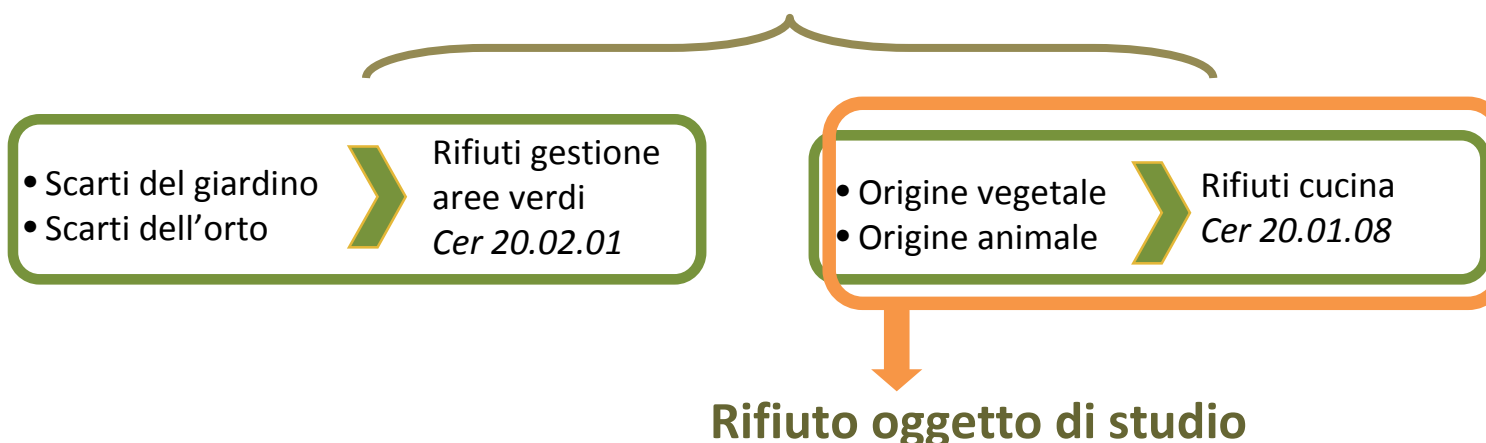 • Scarti del giardino
• Scarti dell’orto
Rifiuti gestione
aree verdi
Cer 20.02.01
• Origine vegetale
• Origine animale
Rifiuti cucina
Cer 20.01.08
Rifiuto oggetto di studio